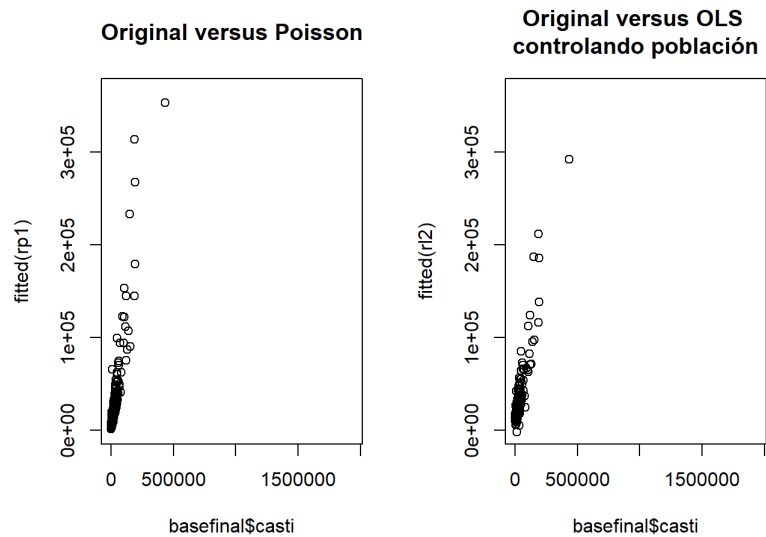 Original versus Poisson
fitted(rp1)
0e+00
1e+05
2e+05
3e+05
0
500000
1500000
basefinal$casti
Original versus OLS
controlando población
fitted(rl2)
0e+00
1e+05
2e+05
3e+05
0
500000
1500000
basefinal$casti